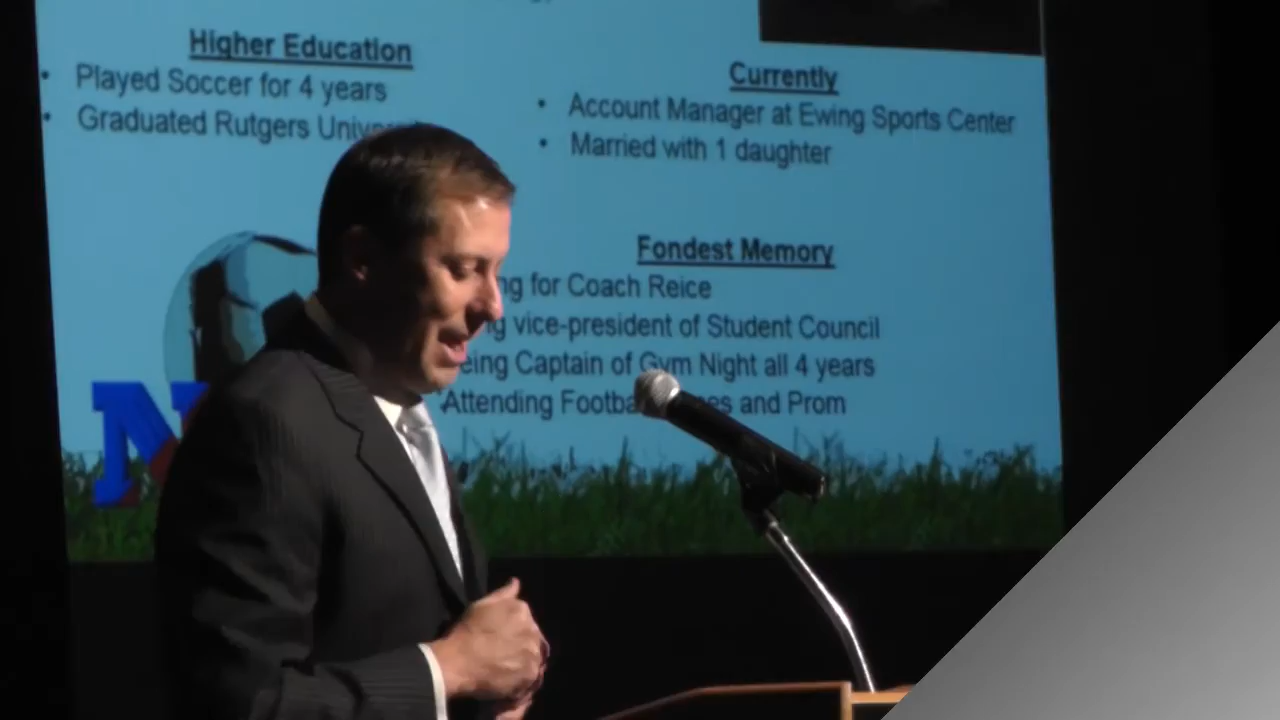 Higher Education
• Played Soccer for 4 years
• Graduated Rutgers
Currently
• Account Manager at Ewing Sports Center
• Married with 1 daughter
Fondest Memory
for Coach Reice
vice-president of Student Council
Captain of Gym Night all 4 years
Attending and Prom
N